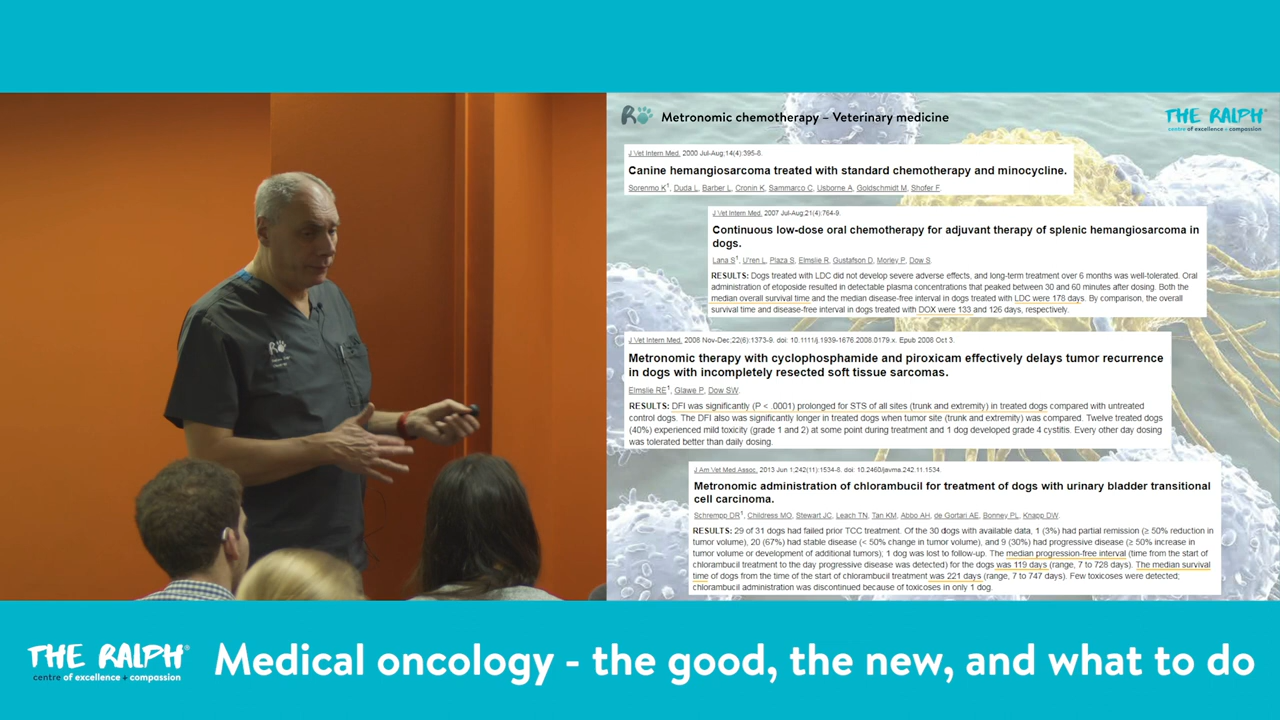 R
Metronomic chemotherapy – Veterinary medicine
THE RALPH®
centre of excellence + compassion
J Vet Intern Med. 2000 Jul-Aug;14(4):395-8.
Canine hemangiosarcoma treated with standard chemotherapy and minocycline.
Sorenmo K1, Duda L, Barber L, Cronin K, Sammarco C, Usborne A, Goldschmidt M, Shofer F.
J Vet Intern Med. 2007 Jul-Aug;21(4):764-9.
Continuous low-dose oral chemotherapy for adjuvant therapy of splenic hemangiosarcoma in
dogs.
Lana S1, U'ren L, Plaza S, Elmslie R, Gustafson D, Morley P, Dow S.
RESULTS: Dogs treated with LDC did not develop severe adverse effects, and long-term treatment over 6 months was well-tolerated. Oral
administration of etoposide resulted in detectable plasma concentrations that peaked between 30 and 60 minutes after dosing. Both the
median overall survival time and the median disease-free interval in dogs treated with LDC were 178 days. By comparison, the overall
survival time and disease-free interval in dogs treated with DOX were 133 and 126 days, respectively.
J Vet Intern Med. 2008 Nov-Dec;22(6):1373-9. doi: 10.1111/j.1939-1676.2008.0179.x. Epub 2008 Oct 3.
Metronomic therapy with cyclophosphamide and piroxicam effectively delays tumor recurrence
in dogs with incompletely resected soft tissue sarcomas.
Elmslie RE1, Glawe P, Dow SW.
RESULTS: DFI was significantly (P < .0001) prolonged for STS of all sites (trunk and extremity) in treated dogs compared with untreated
control dogs. The DFI also was significantly longer in treated dogs when tumor site (trunk and extremity) was compared. Twelve treated dogs
(40%) experienced mild toxicity (grade 1 and 2) at some point during treatment and 1 dog developed grade 4 cystitis. Every other day dosing
was tolerated better than daily dosing.
J Am Vet Med Assoc. 2013 Jun 1;242(11):1534-8. doi: 10.2460/javma.242.11.1534.
Metronomic administration of chlorambucil for treatment of dogs with urinary bladder transitional
cell carcinoma.
Schrempp DR1, Childress MO, Stewart JC, Leach TN, Tan KM, Abbo AH, de Gortari AE, Bonney PL, Knapp DW.
RESULTS: 29 of 31 dogs had failed prior TCC treatment. Of the 30 dogs with available data, 1 (3%) had partial remission (≥ 50% reduction in
tumor volume), 20 (67%) had stable disease (< 50% change in tumor volume), and 9 (30%) had progressive disease (≥ 50% increase in
tumor volume or development of additional tumors); 1 dog was lost to follow-up. The median progression-free interval (time from the start of
chlorambucil treatment to the day progressive disease was detected) for the dogs was 119 days (range, 7 to 728 days). The median survival
time of dogs from the time of the start of chlorambucil treatment was 221 days (range, 7 to 747 days). Few toxicoses were detected;
chlorambucil administration was discontinued because of toxicoses in only 1 dog.
THE RALPH®
centre of excellence + compassion
Medical oncology - the good, the new, and what to do